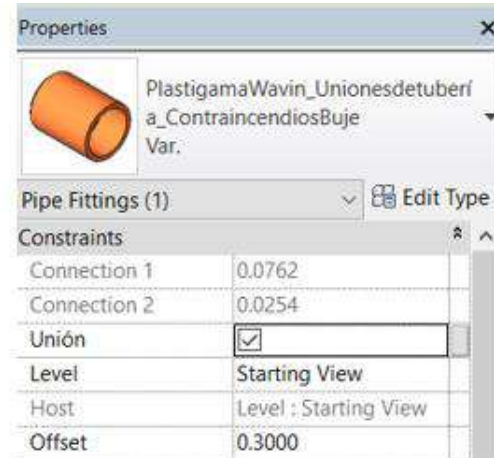 Properties
PlastigamaWavin_Unionesdetuberí
a_ContraincendiosBuje
Var.
Pipe Fittings (1) Edit Type
Constraints
Connection 1 0.0762
Connection 2 0.0254
Unión
Level Starting View
Host Level : Starting View
Offset 0.3000